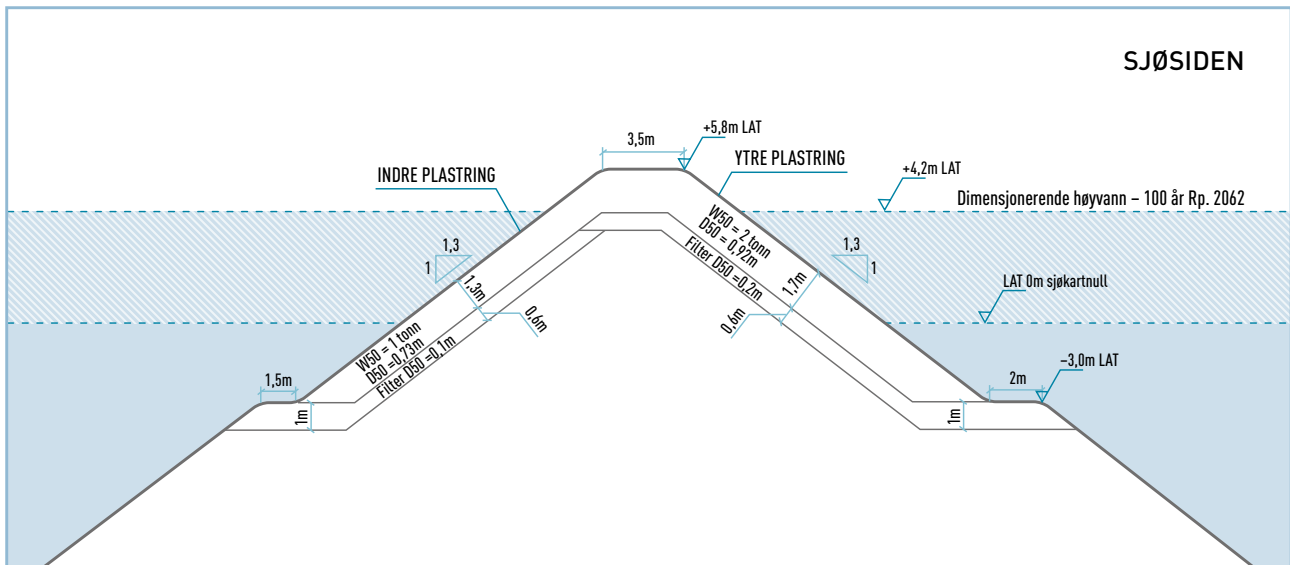 SJØSIDEN
+5,8m LAT
3,5m
YTRE PLASTRING
INDRE PLASTRING
+4,2m LAT
Dimensjonerende høyvann – 100 år Rp. 2062
W50 = 2 tonn
D50 = 0,92m
Filter D50 =0,2m
1,3
1
1,3
1
1.3m
1,7m
LAT 0m sjøkartnull
0,6m
0,6m
W50 = 1 tonn
D50 =0,73m
Filter D50 =0,1m
1,5m
2m
–3,0m LAT
1m
1m